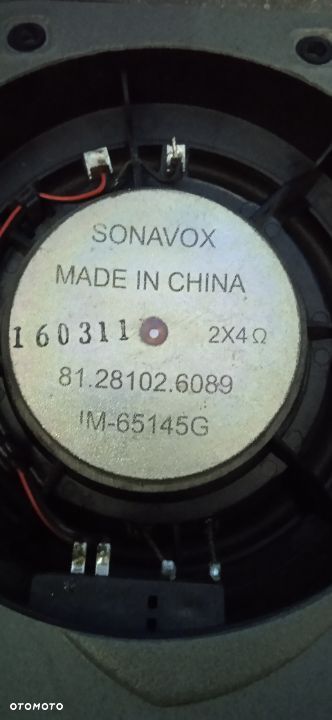 SONAVOX
MADE IN CHINA
160311 2X4Ω
81.28102.6089
IM-65145G
OTOMOTO